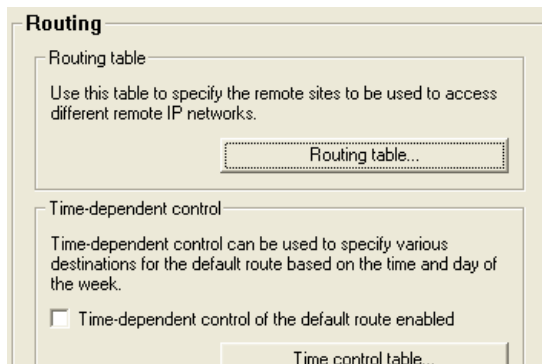 Routing
Routing table
Use this table to specify the remote sites to be used to access
different remote IP networks.
Routing table...
Time-dependent control
Time-dependent control can be used to specify various
destinations for the default route based on the time and day of
the week.
Time-dependent control of the default route enabled
Time control table...